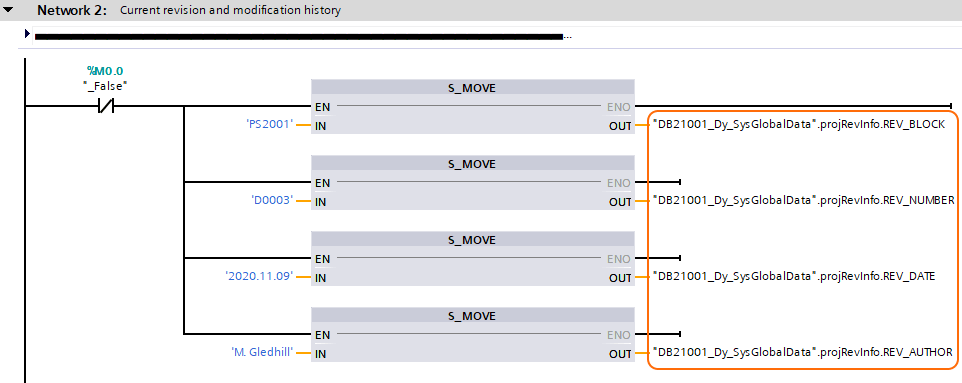 Network 2: Current revision and modification history
...
%M0.0
"_False"
S_MOVE
EN ENO
'PS2001' IN OUT "DB21001_Dy_SysGlobalData".projRevInfo.REV_BLOCK
S_MOVE
EN ENO
'D0003' IN OUT "DB21001_Dy_SysGlobalData".projRevInfo.REV_NUMBER
S_MOVE
EN ENO
'2020.11.09' IN OUT "DB21001_Dy_SysGlobalData".projRevInfo.REV_DATE
S_MOVE
EN ENO
'M. Gledhill' IN OUT "DB21001_Dy_SysGlobalData".projRevInfo.REV_AUTHOR